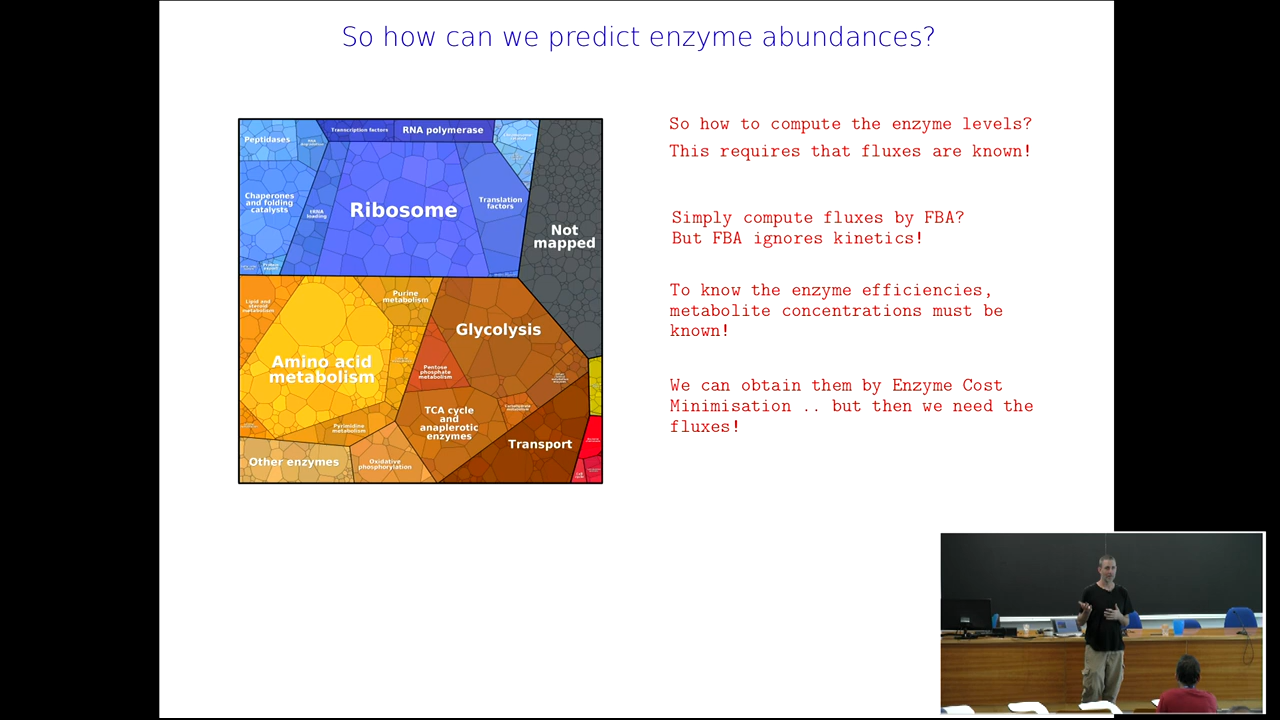 So how can we predict enzyme abundances?
Peptidases
Transcription factors
RNA polymerase
Chaperones
and folding
catalysts
tRNA
loading
Ribosome
Translation
factors
Not
mapped
Lipid and
steroid
metabolism
Purine
metabolism
Glycolysis
Amino acid
metabolism
Pentose
phosphate
metabolism
TCA cycle
and
anaplerotic
enzymes
Pyrimidine
metabolism
Transport
Other enzymes
Oxidative
phosphorylation
So how to compute the enzyme levels?
This requires that fluxes are known!
Simply compute fluxes by FBA?
But FBA ignores kinetics!
To know the enzyme efficiencies,
metabolite concentrations must be
known!
We can obtain them by Enzyme Cost
Minimisation .. but then we need the
fluxes!